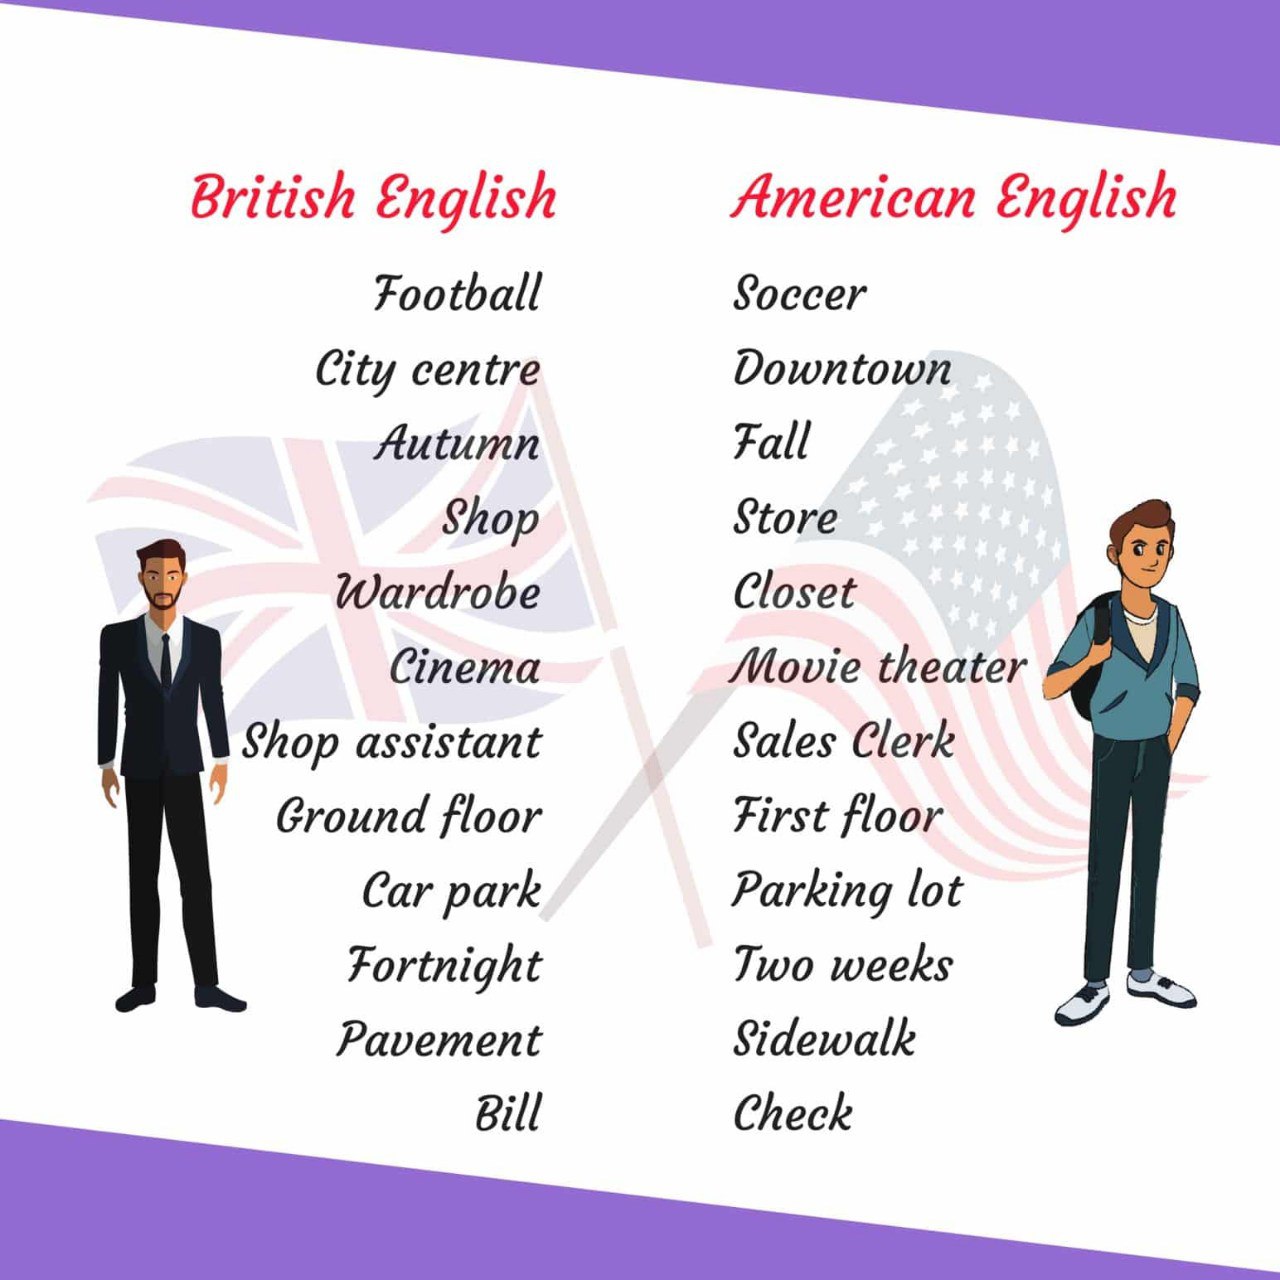 British English American English
Football Soccer
City centre Downtown
Autumn Fall
Shop Store
Wardrobe Closet
Cinema Movie theater
Shop assistant Sales Clerk
Ground floor First floor
Car park Parking lot
Fortnight Two weeks
Pavement Sidewalk
Bill Check